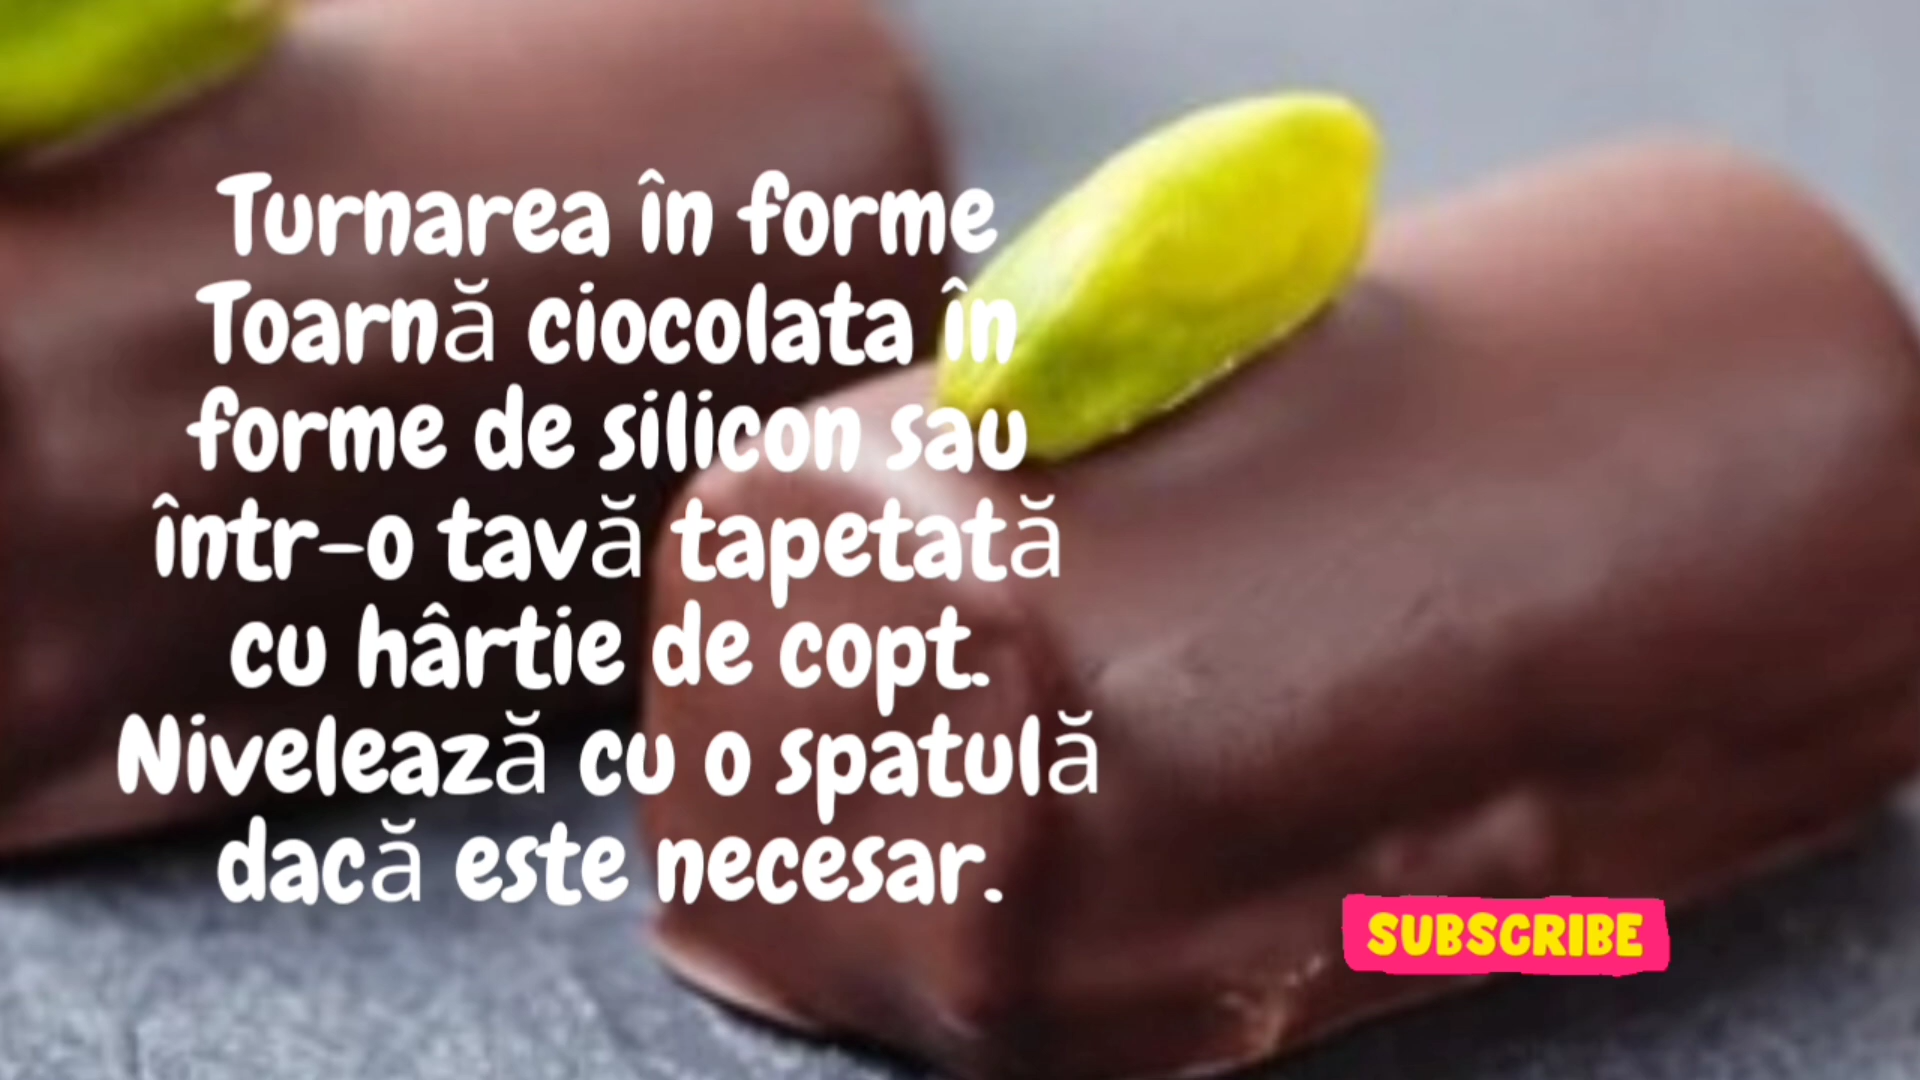 Turnarea în forme
Toarnă ciocolata în
forme de silicon sau
într-o tavă tapetată
cu hârtie de copt.
Nivelează cu o spatulă
dacă este necesar.
SUBSCRIBE